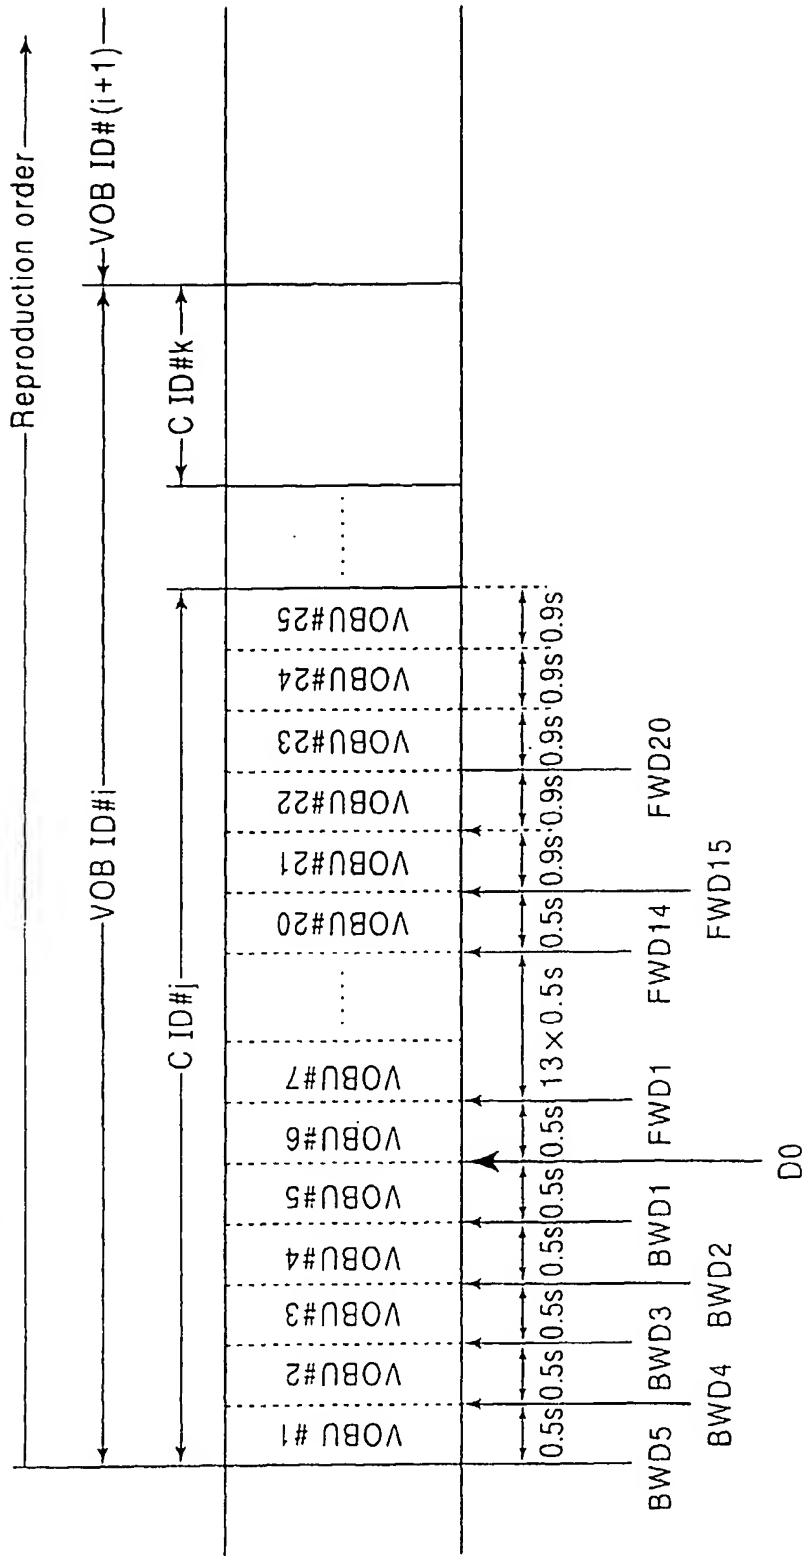 Reproduction order
VOB ID#i
VOB ID#(i+1)
C ID#j
C ID#k
VOBU #1
VOBU#2
VOBU#3
VOBU#4
VOBU#5
VOBU#6
VOBU#7
........
VOBU#20
VOBU#21
VOBU#22
VOBU#23
VOBU#24
VOBU#25
........
0.5s
0.5s
0.5s
0.5s
0.5s
0.5s
13×0.5s
0.5s
0.9s
0.9s
0.9s
0.9s
0.9s
BWD5
BWD4
BWD3
BWD2
BWD1
D0
FWD1
FWD14
FWD15
FWD20